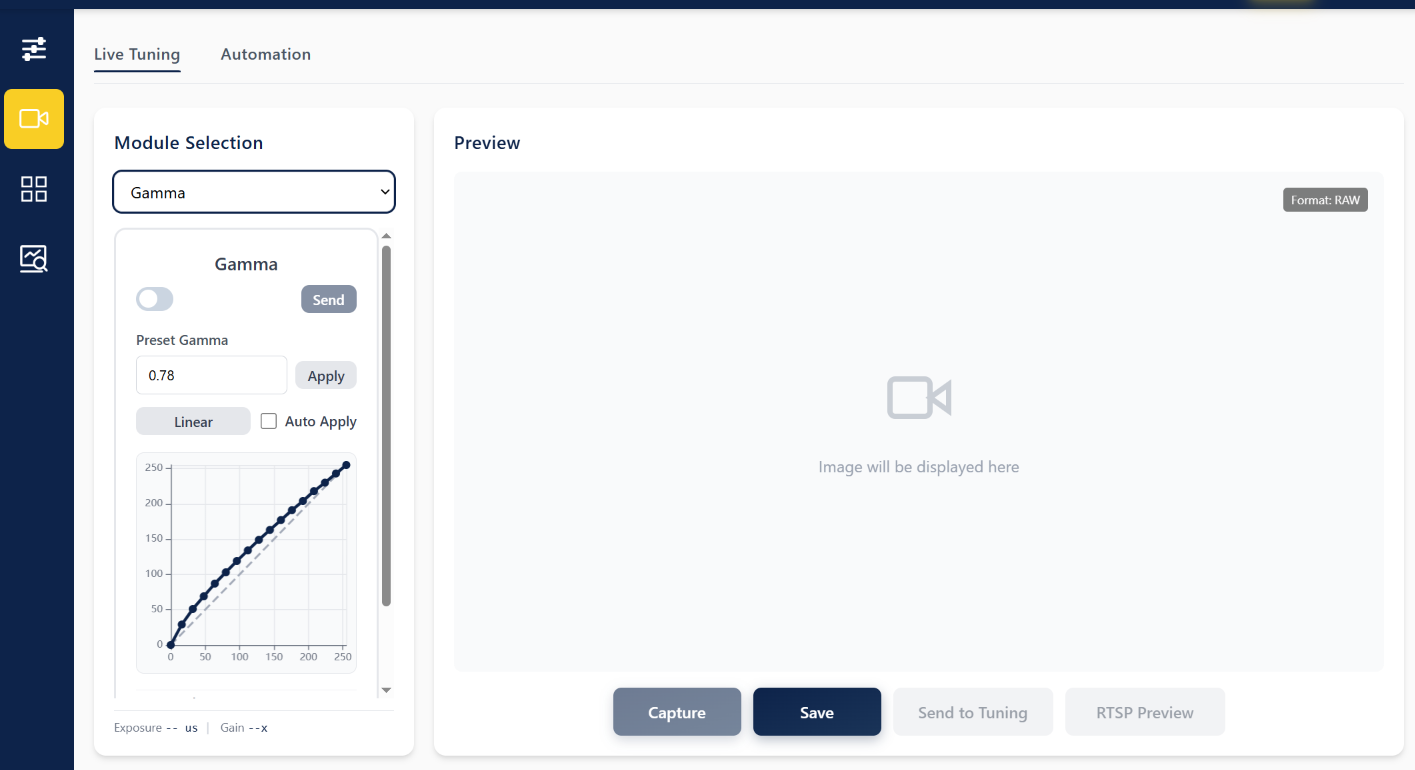 Live Tuning
Automation
Module Selection
Gamma
Gamma
Send
Preset Gamma
0.78
Apply
Linear
Auto Apply
250
200
150
100
50
0
0 50 100 150 200 250
Exposure -- us | Gain --x
Preview
Format: RAW
Image will be displayed here
Capture
Save
Send to Tuning
RTSP Preview